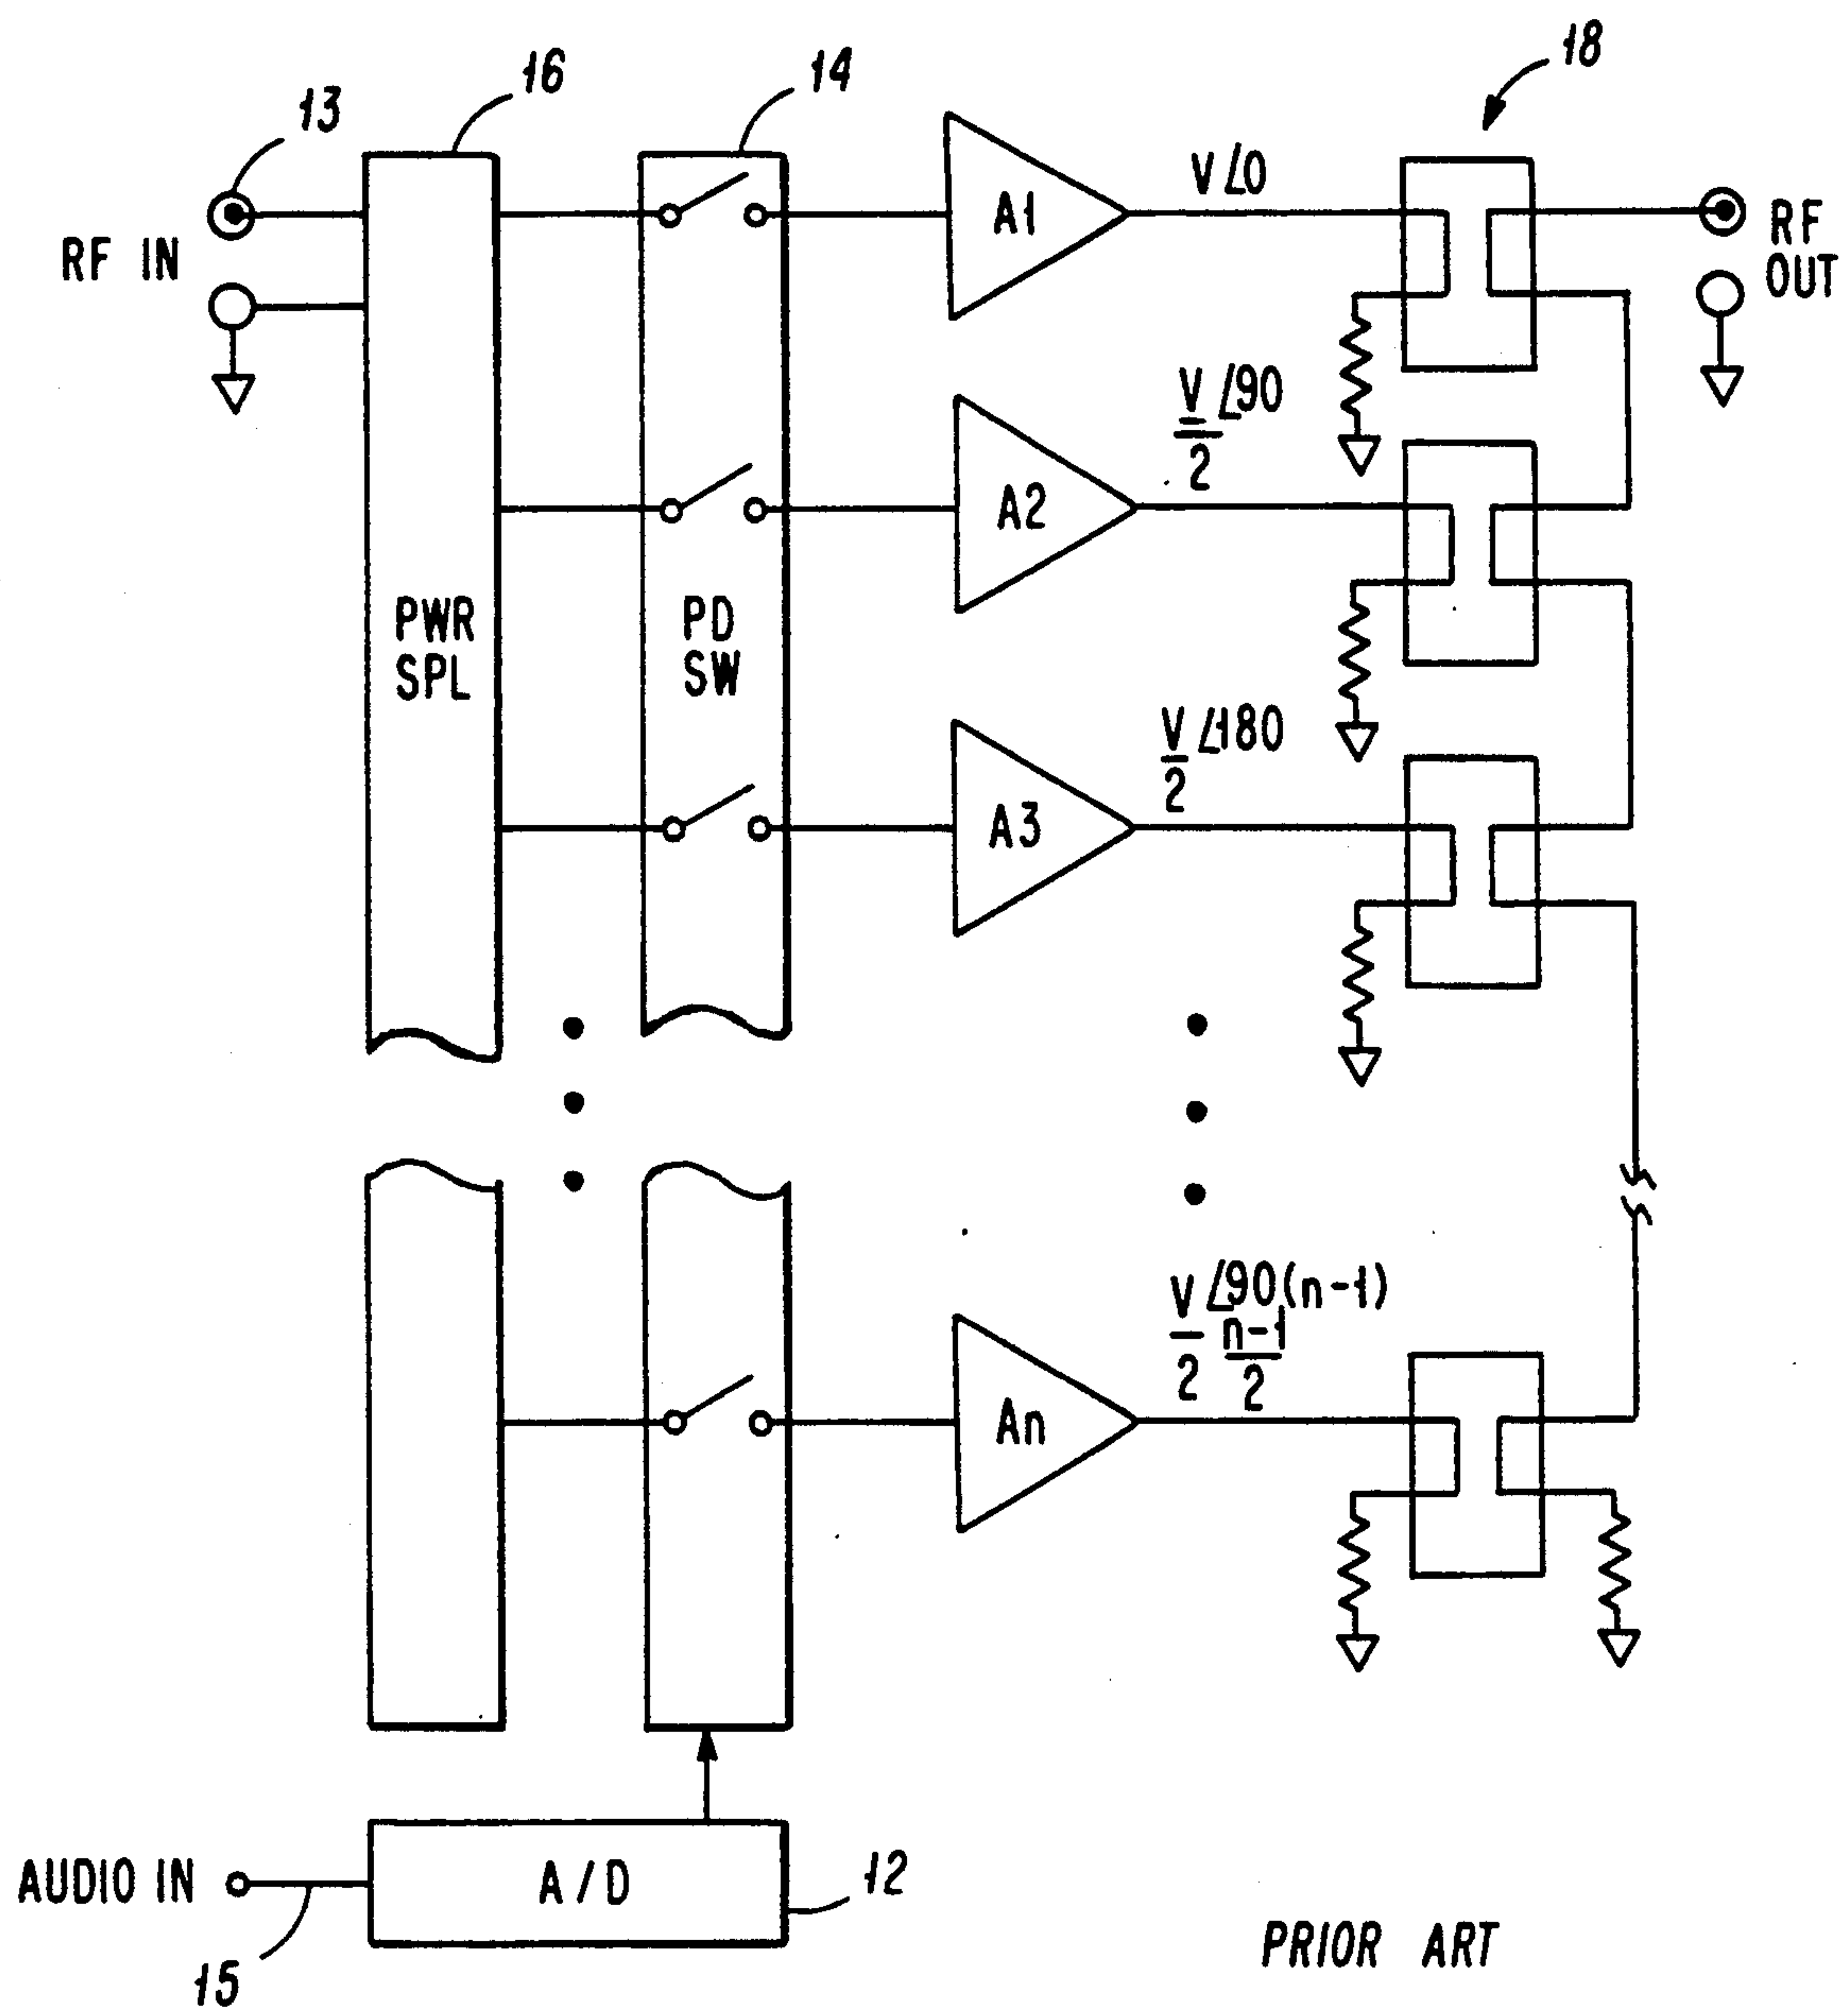 13
16
14
18
RF IN
RF
OUT
PWR
SPL
PD
SW
A1
V∠0
A2
V/2 ∠90
A3
V/2 ∠180
An
V ∠90(n-1)
2 n-1
2
AUDIO IN
A/D
12
15
PRIOR ART